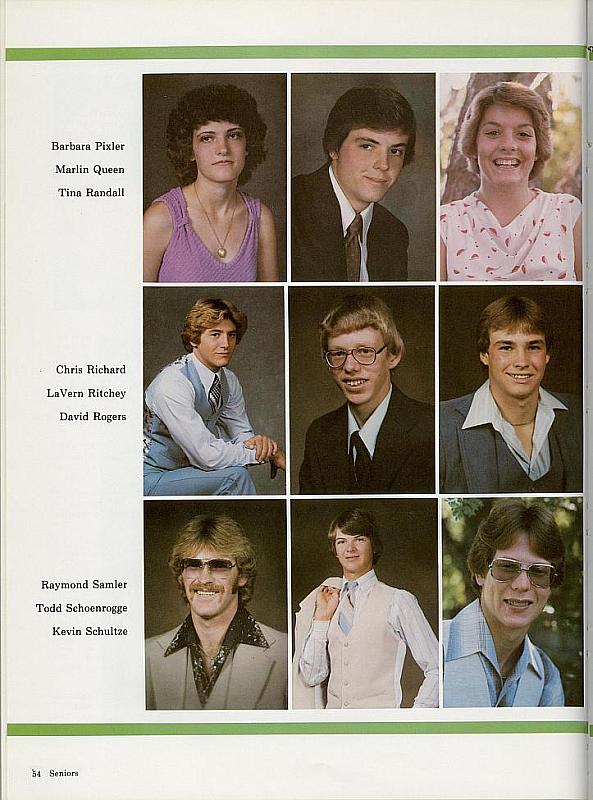 Barbara Pixler
Marlin Queen
Tina Randall
Chris Richard
LaVern Ritchey
David Rogers
Raymond Samler
Todd Schoenrogge
Kevin Schultze
54 Seniors